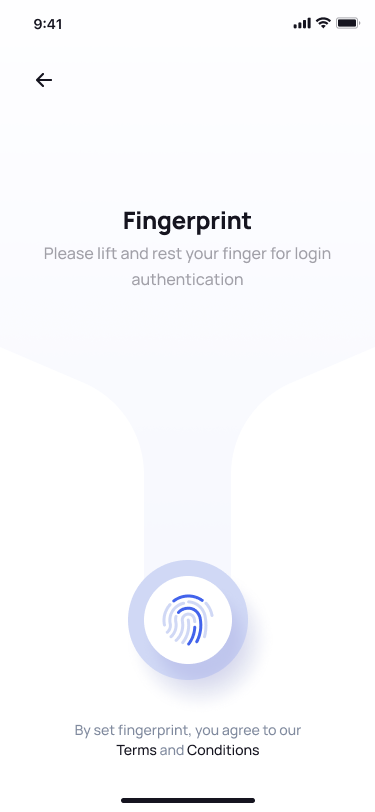 9:41
Fingerprint
Please lift and rest your finger for login
authentication
By set fingerprint, you agree to our
Terms and Conditions